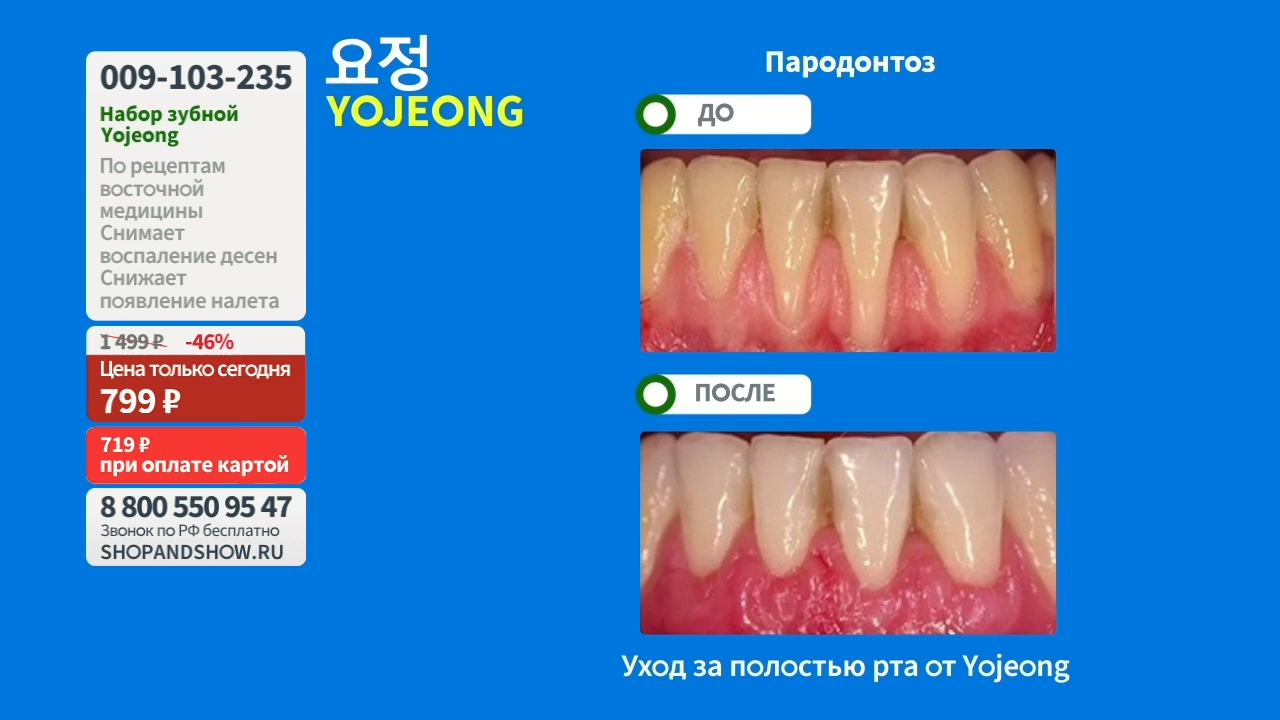 009-103-235
Набор зубной
Yojeong
По рецептам
восточной
медицины
Снимает
воспаление десен
Снижает
появление налета
1 499 ₽ -46%
Цена только сегодня
799 ₽
719 ₽
при оплате картой
8 800 550 95 47
Звонок по РФ бесплатно
SHOPANDSHOW.RU
요정
YOJEONG
Пародонтоз
ДО
ПОСЛЕ
Уход за полостью рта от Yojeong